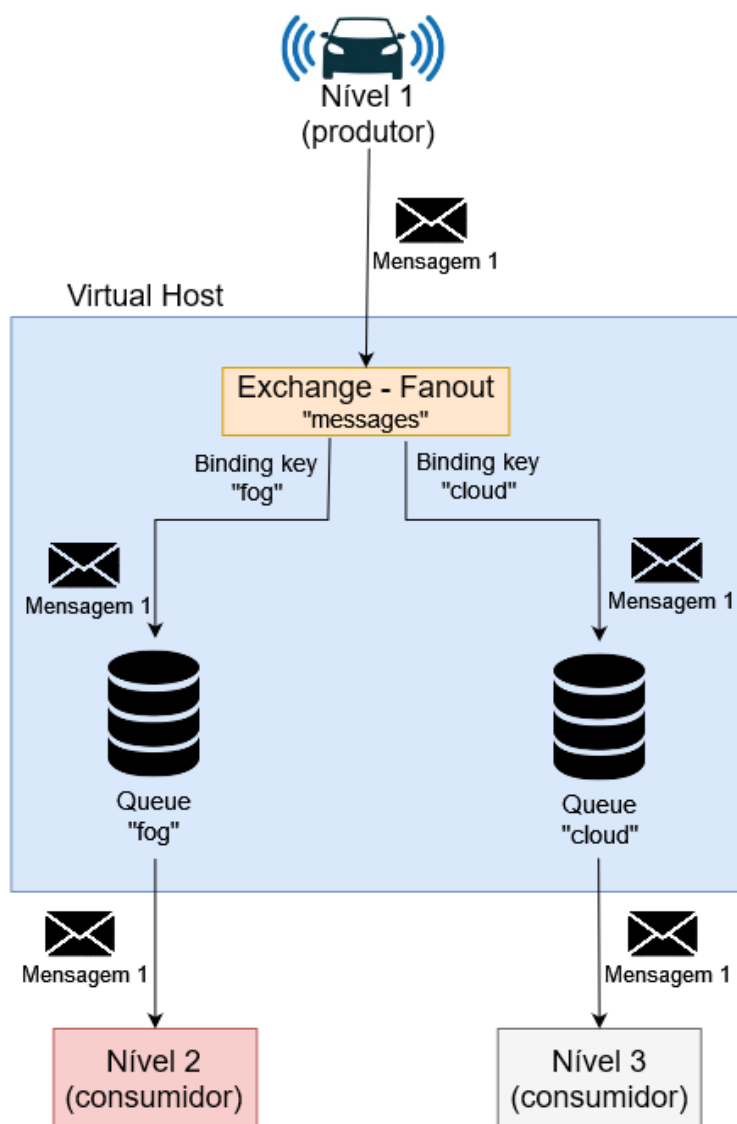 Nível 1
(produtor)
Mensagem 1
Virtual Host
Exchange - Fanout
"messages"
Binding key
"fog"
Binding key
"cloud"
Mensagem 1
Mensagem 1
Queue
"fog"
Queue
"cloud"
Mensagem 1
Mensagem 1
Nível 2
(consumidor)
Nível 3
(consumidor)